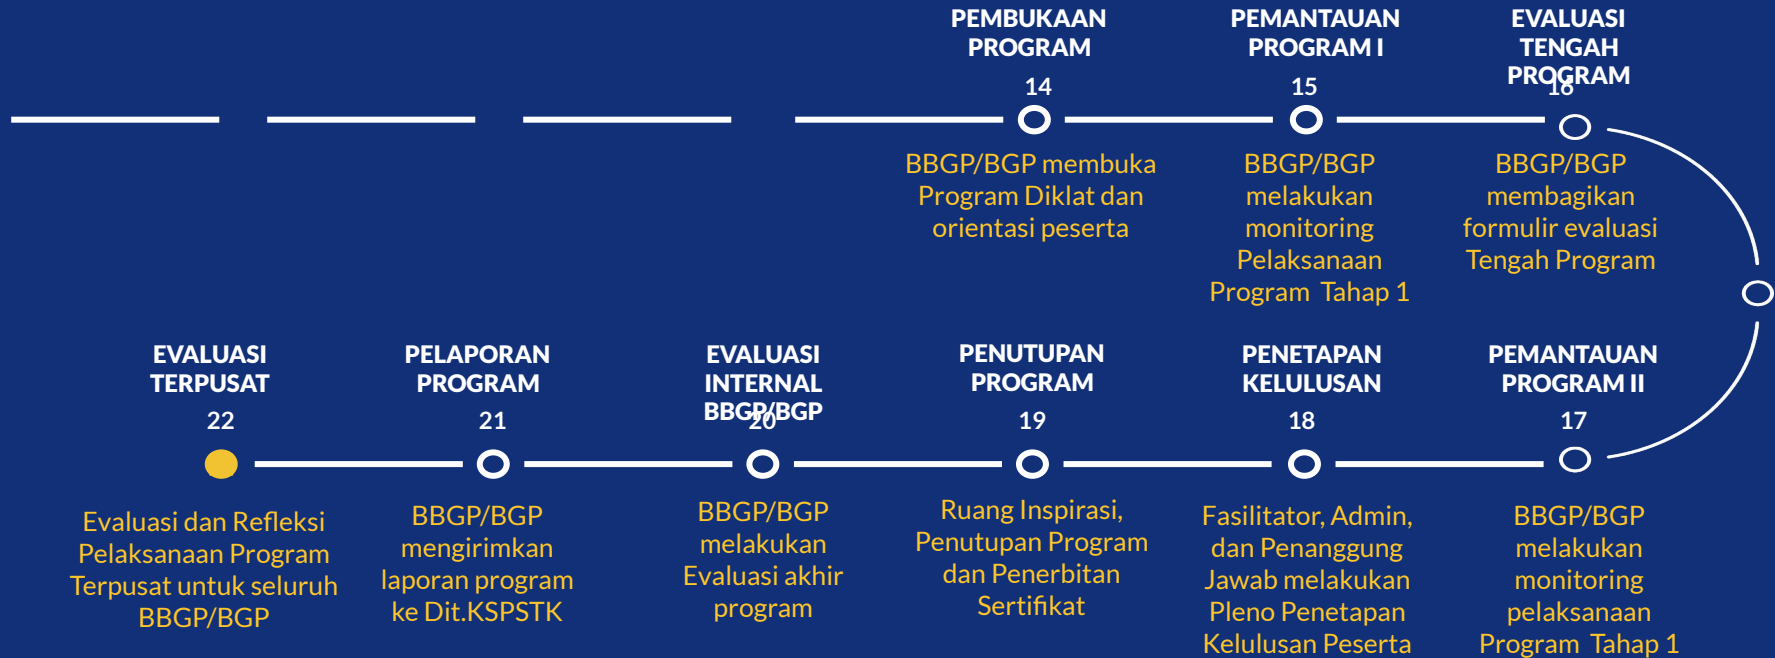 PEMBUKAAN
PROGRAM
14
BBGP/BGP membuka
Program Diklat dan
orientasi peserta
PEMANTAUAN
PROGRAM I
15
BBGP/BGP
melakukan
monitoring
Pelaksanaan
Program Tahap 1
EVALUASI
TENGAH
PROGRAM
16
BBGP/BGP
membagikan
formulir evaluasi
Tengah Program
PEMANTAUAN
PROGRAM II
17
BBGP/BGP
melakukan
monitoring
pelaksanaan
Program Tahap 1
PENETAPAN
KELULUSAN
18
Fasilitator, Admin,
dan Penanggung
Jawab melakukan
Pleno Penetapan
Kelulusan Peserta
PENUTUPAN
PROGRAM
19
Ruang Inspirasi,
Penutupan Program
dan Penerbitan
Sertifikat
EVALUASI
INTERNAL
BBGP/BGP
20
BBGP/BGP
melakukan
Evaluasi akhir
program
PELAPORAN
PROGRAM
21
BBGP/BGP
mengirimkan
laporan program
ke Dit.KSPSTK
EVALUASI
TERPUSAT
22
Evaluasi dan Refleksi
Pelaksanaan Program
Terpusat untuk seluruh
BBGP/BGP